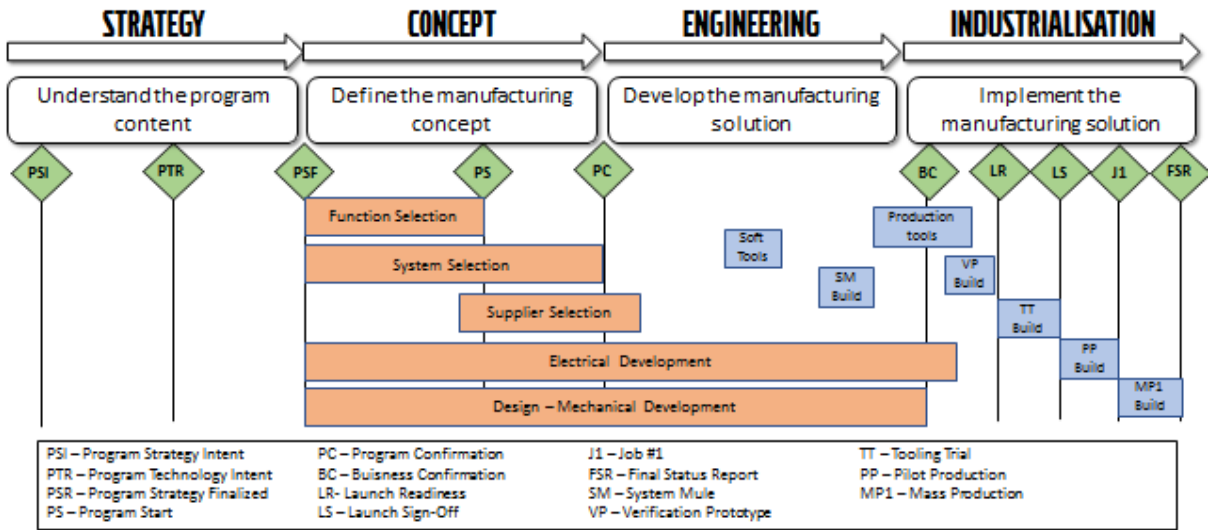 STRATEGY
CONCEPT
ENGINEERING
INDUSTRIALISATION
Understand the program
content
Define the manufacturing
concept
Develop the manufacturing
solution
Implement the
manufacturing solution
PSI
PTR
PSF
PS
PC
BC
LR
LS
J1
FSR
Function Selection
Production
tools
Soft
Tools
System Selection
VP
Build
SM
Build
Supplier Selection
TT
Build
Electrical Development
PP
Build
Design – Mechanical Development
MP1
Build
PSI – Program Strategy Intent
PTR – Program Technology Intent
PSR – Program Strategy Finalized
PS – Program Start
PC – Program Confirmation
BC – Buisness Confirmation
LR- Launch Readiness
LS – Launch Sign-Off
J1 – Job #1
FSR – Final Status Report
SM – System Mule
VP – Verification Prototype
TT – Tooling Trial
PP – Pilot Production
MP1 – Mass Production